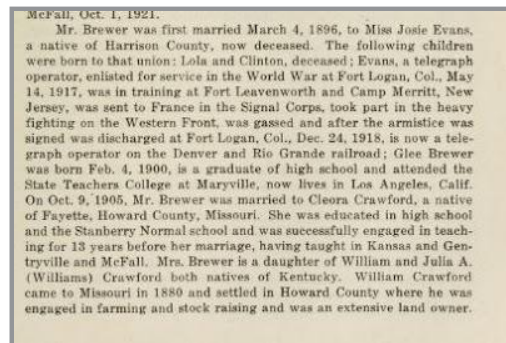 McFall, Oct. 1, 1921.
Mr. Brewer was first married March 4, 1896, to Miss Josie Evans,
a native of Harrison County, now deceased. The following children
were born to that union: Lola and Clinton, deceased; Evans, a telegraph
operator, enlisted for service in the World War at Fort Logan, Col., May
14, 1917, was in training at Fort Leavenworth and Camp Merritt, New
Jersey, was sent to France in the Signal Corps, took part in the heavy
fighting on the Western Front, was gassed and after the armistice was
signed was discharged at Fort Logan, Col., Dec. 24, 1918, is now a tele-
graph operator on the Denver and Rio Grande railroad; Glee Brewer
was born Feb. 4, 1900, is a graduate of high school and attended the
State Teachers College at Maryville, now lives in Los Angeles, Calif.
On Oct. 9, 1905, Mr. Brewer was married to Cleora Crawford, a native
of Fayette, Howard County, Missouri. She was educated in high school
and the Stanberry Normal school and was successfully engaged in teach-
ing for 13 years before her marriage, having taught in Kansas and Gen-
tryville and McFall. Mrs. Brewer is a daughter of William and Julia A.
(Williams) Crawford both natives of Kentucky. William Crawford
came to Missouri in 1880 and settled in Howard County where he was
engaged in farming and stock raising and was an extensive land owner.